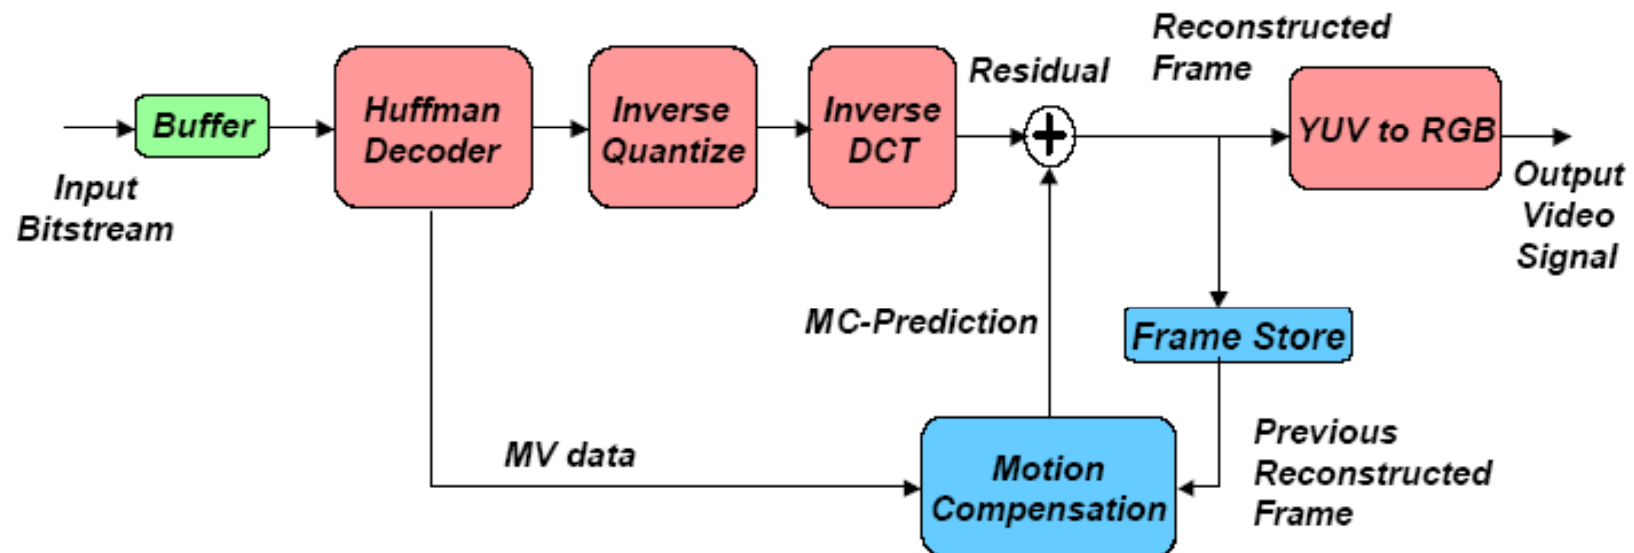 Buffer
Input
Bitstream
Huffman
Decoder
Inverse
Quantize
Inverse
DCT
Residual
+
Reconstructed
Frame
YUV to RGB
Output
Video
Signal
MC-Prediction
Frame Store
MV data
Motion
Compensation
Previous
Reconstructed
Frame